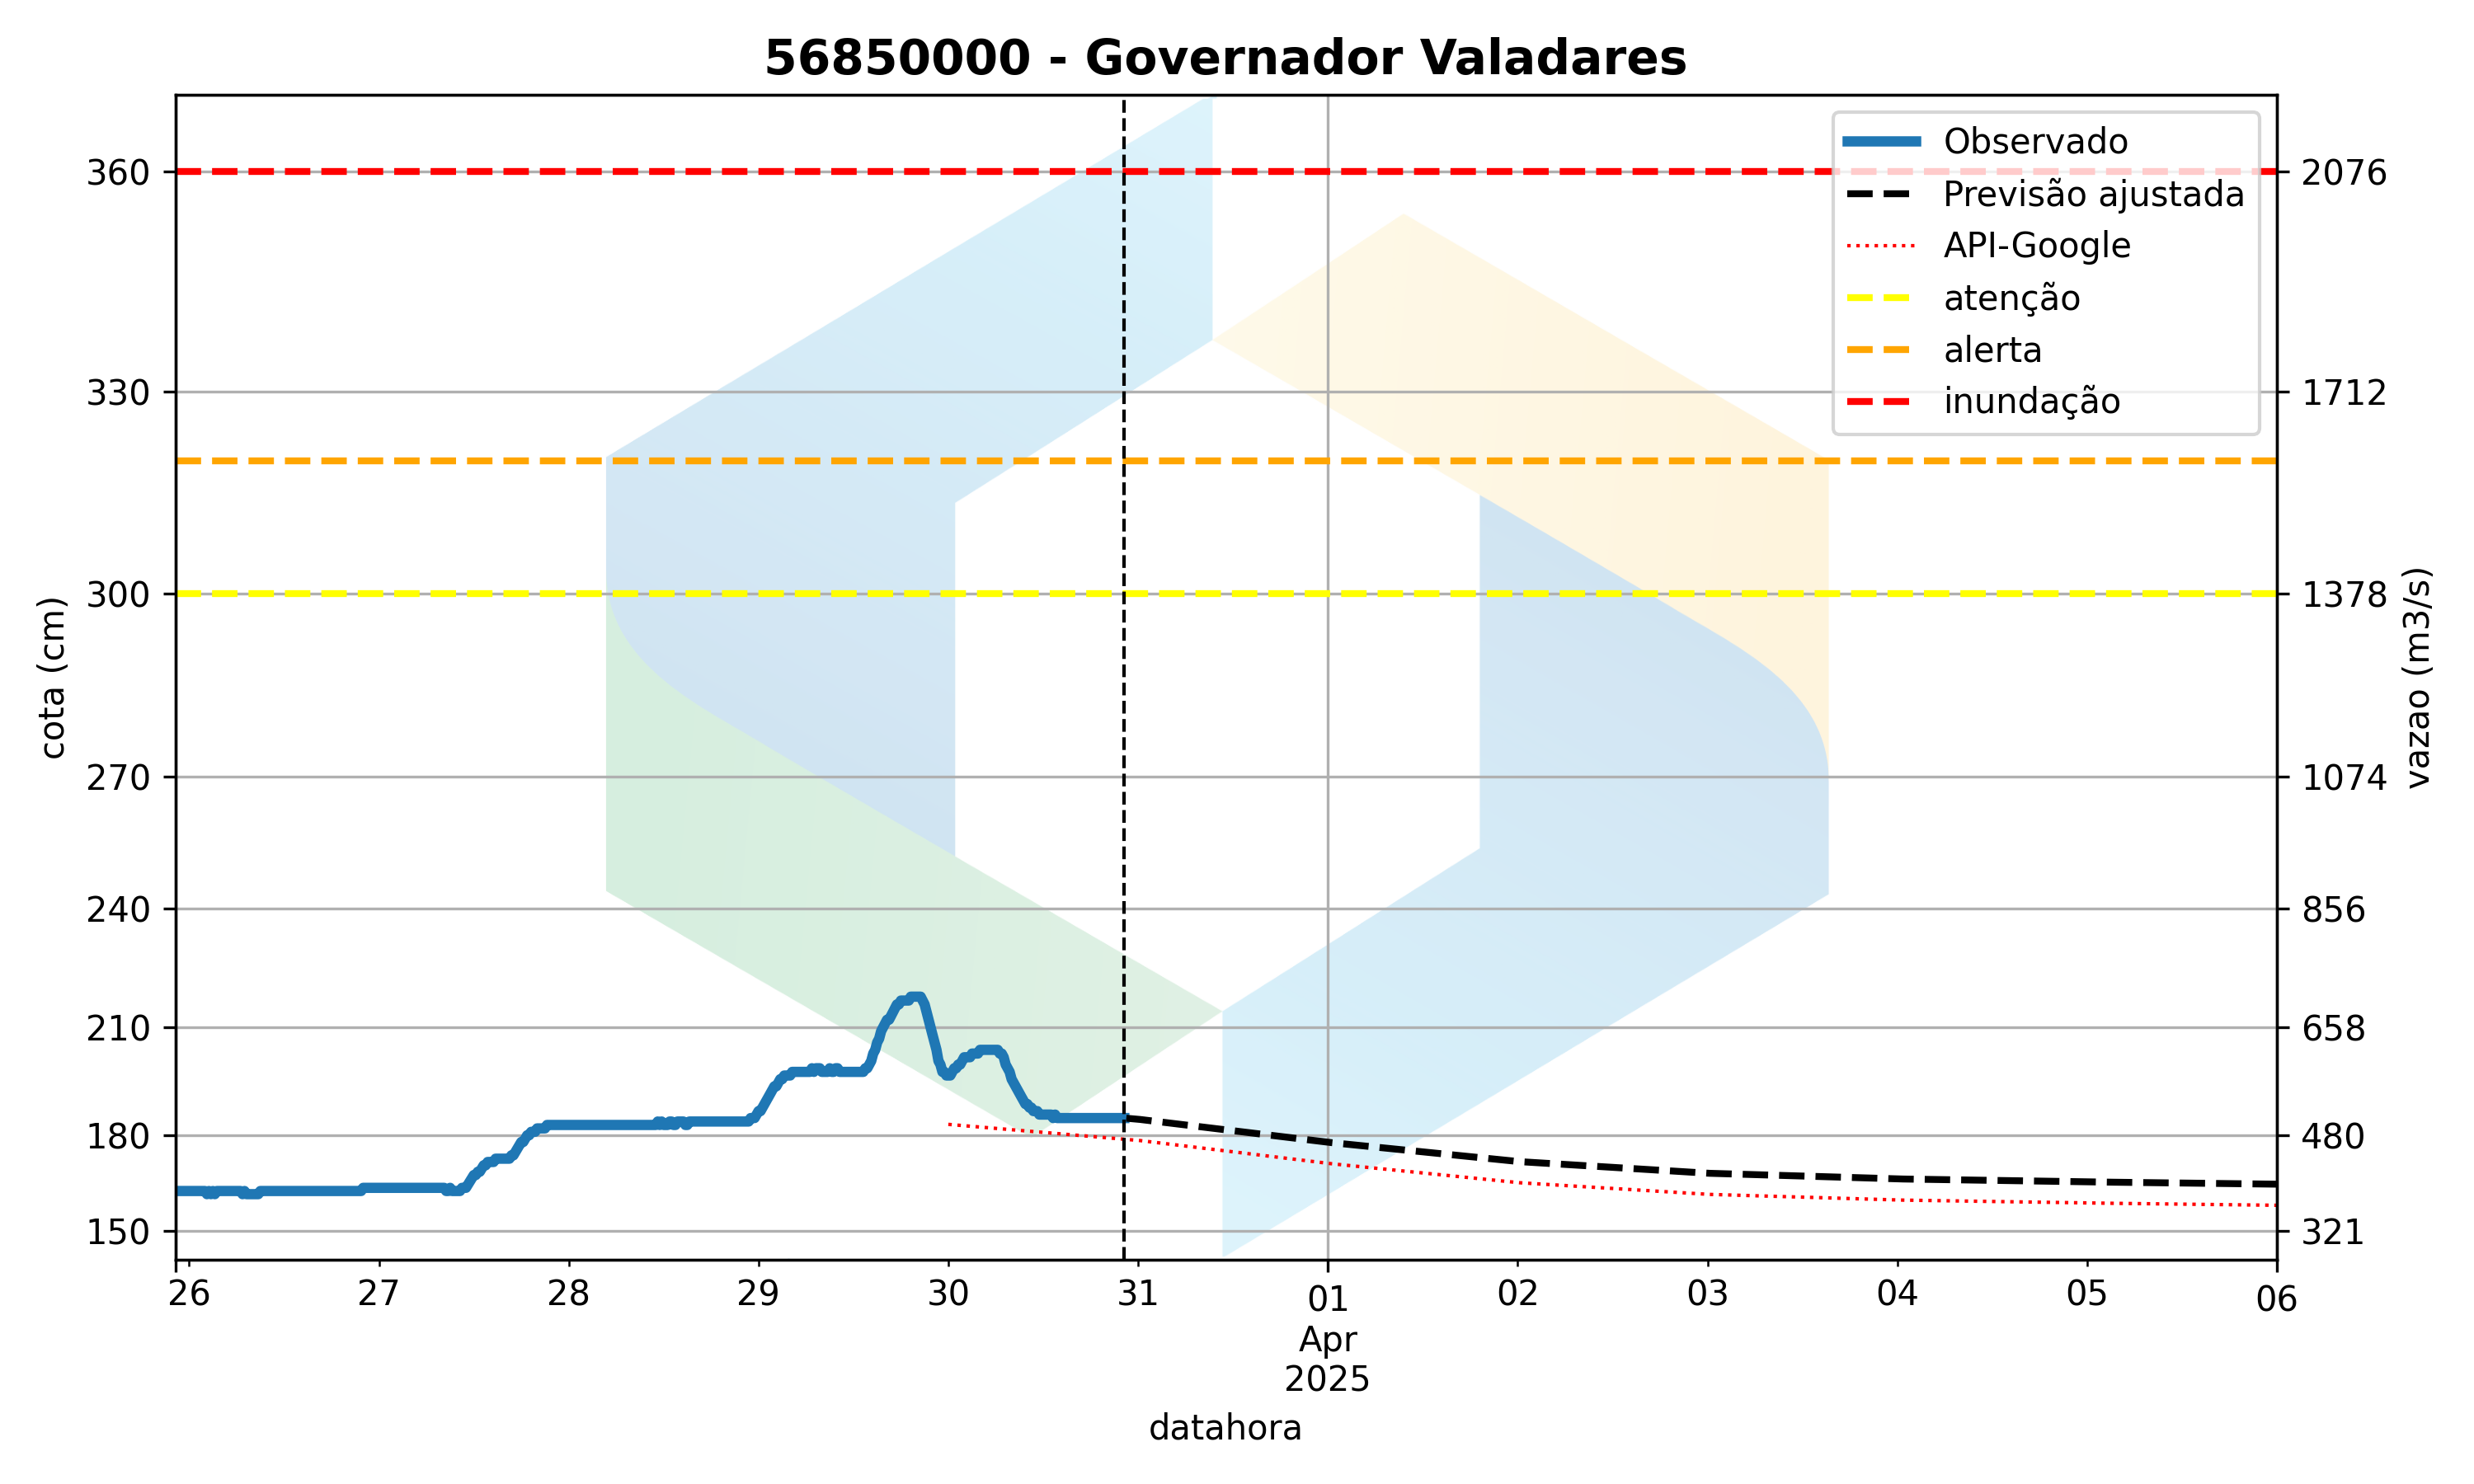 56850000 - Governador Valadares
Observado
Previsão ajustada
API-Google
atenção
alerta
inundação
360
330
300
270
240
210
180
150
cota (cm)
2076
1712
1378
1074
856
658
480
321
vazao (m3/s)
26 27 28 29 30 31 01 02 03 04 05 06
Apr
2025
datahora